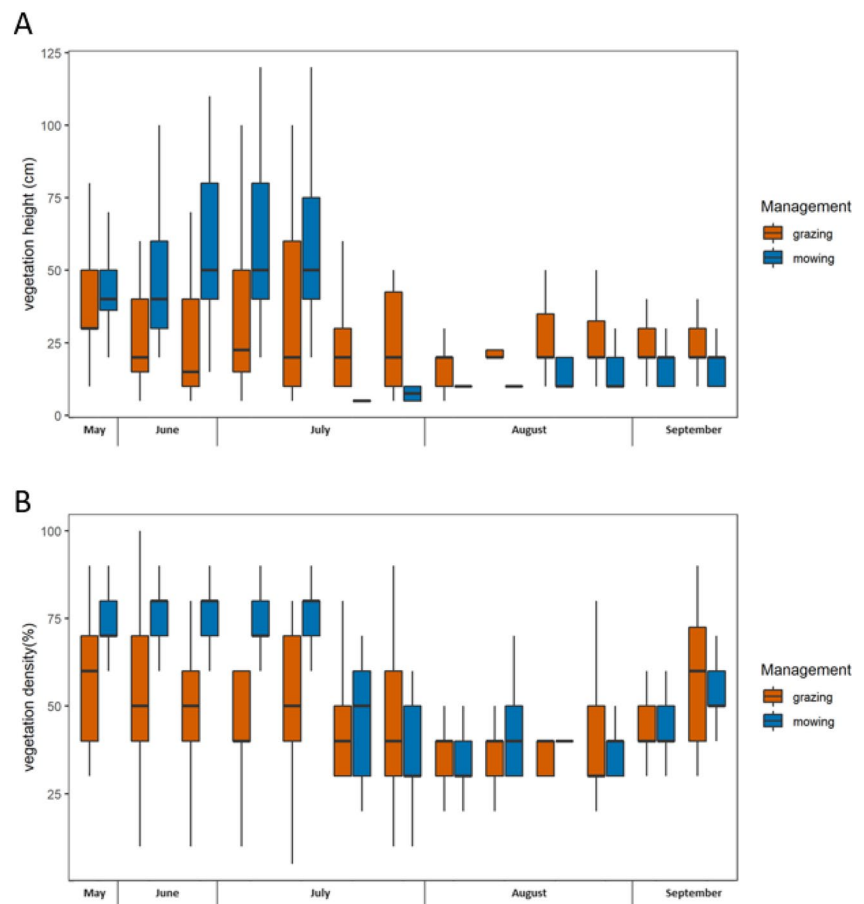 A
vegetation height (cm)
125
100
75
50
25
0
May June July August September
Management
grazing
mowing
B
vegetation density(%)
100
75
50
25
May June July August September
Management
grazing
mowing